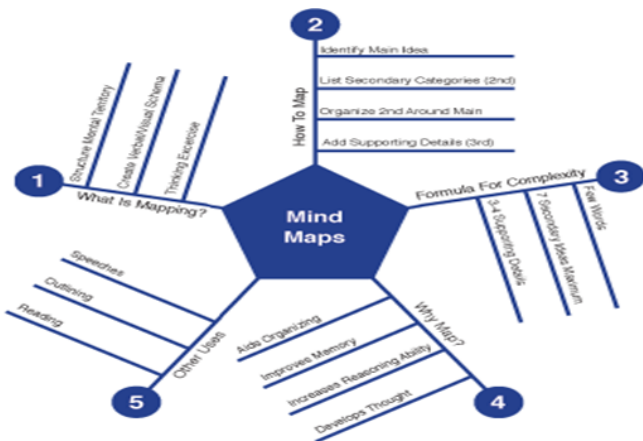 Mind
Maps
1
What Is Mapping?
Structure Mental Territory
Create Verbal/Visual Schema
Thinking Excercise
2
How To Map
Identify Main Idea
List Secondary Categories (2nd)
Organize 2nd Around Main
Add Supporting Details (3rd)
3
Formula For Complexity
3-4 Supporting Details
7 Secondary Ideas Maximum
Few Words
4
Why Map?
Aids Organizing
Improves Memory
Increases Reasoning Ability
Develops Thought
5
Other Uses
Speeches
Outlining
Reading